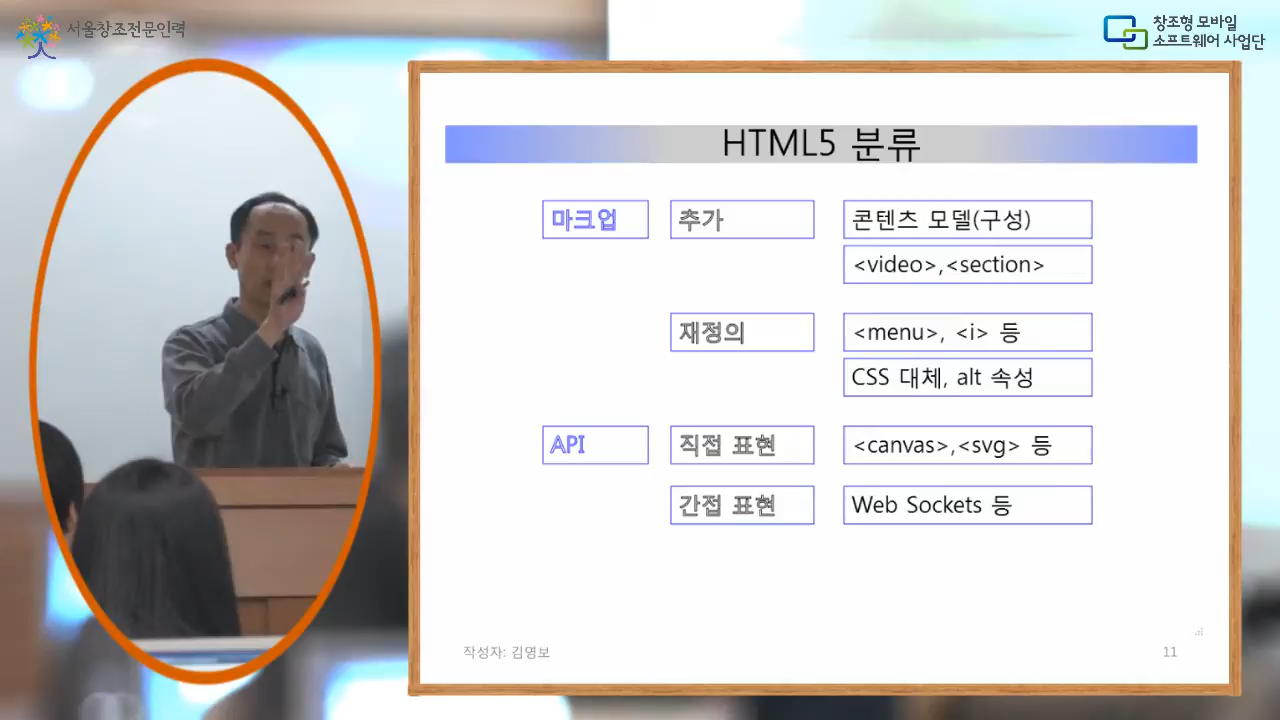 서울창조전문인력
창조형 모바일
소프트웨어 사업단
HTML5 분류
마크업 추가 콘텐츠 모델(구성)
<video>,<section>
재정의 <menu>, <i> 등
CSS 대체, alt 속성
API 직접 표현 <canvas>,<svg> 등
간접 표현 Web Sockets 등
작성자: 김영보 11